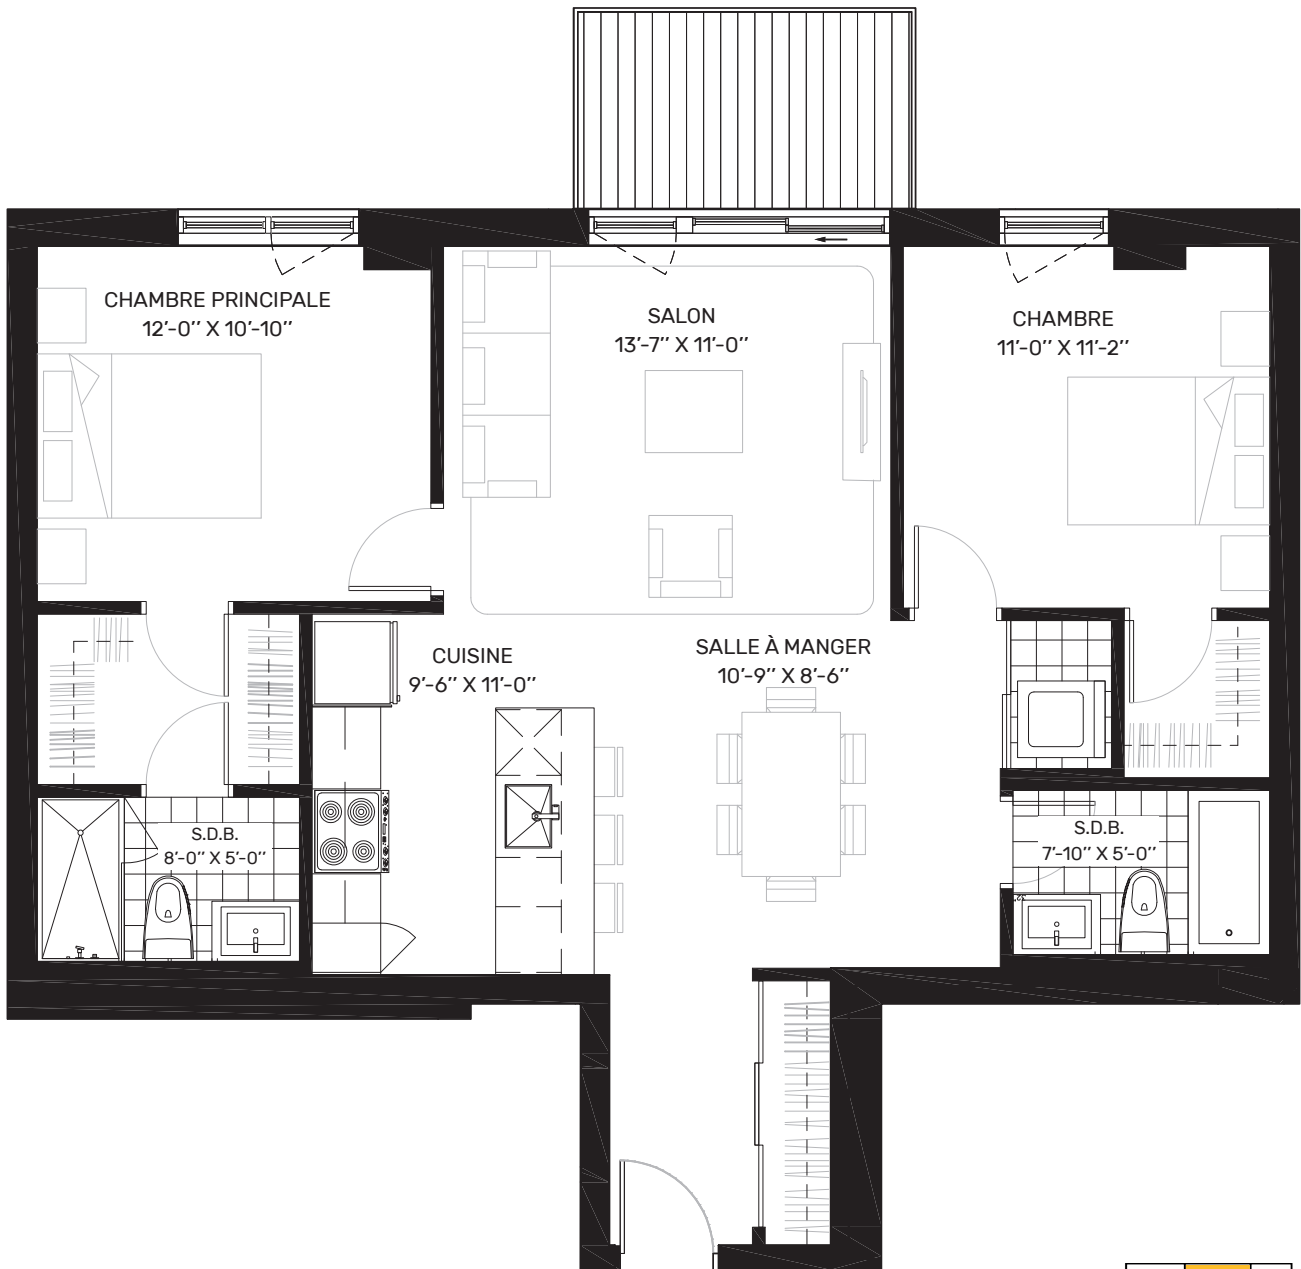 CHAMBRE PRINCIPALE
12'-0'' X 10'-10''
SALON
13'-7'' X 11'-0''
CHAMBRE
11'-0'' X 11'-2''
CUISINE
9'-6'' X 11'-0''
SALLE À MANGER
10'-9'' X 8'-6''
S.D.B.
8'-0'' X 5'-0''
S.D.B.
7'-10'' X 5'-0''